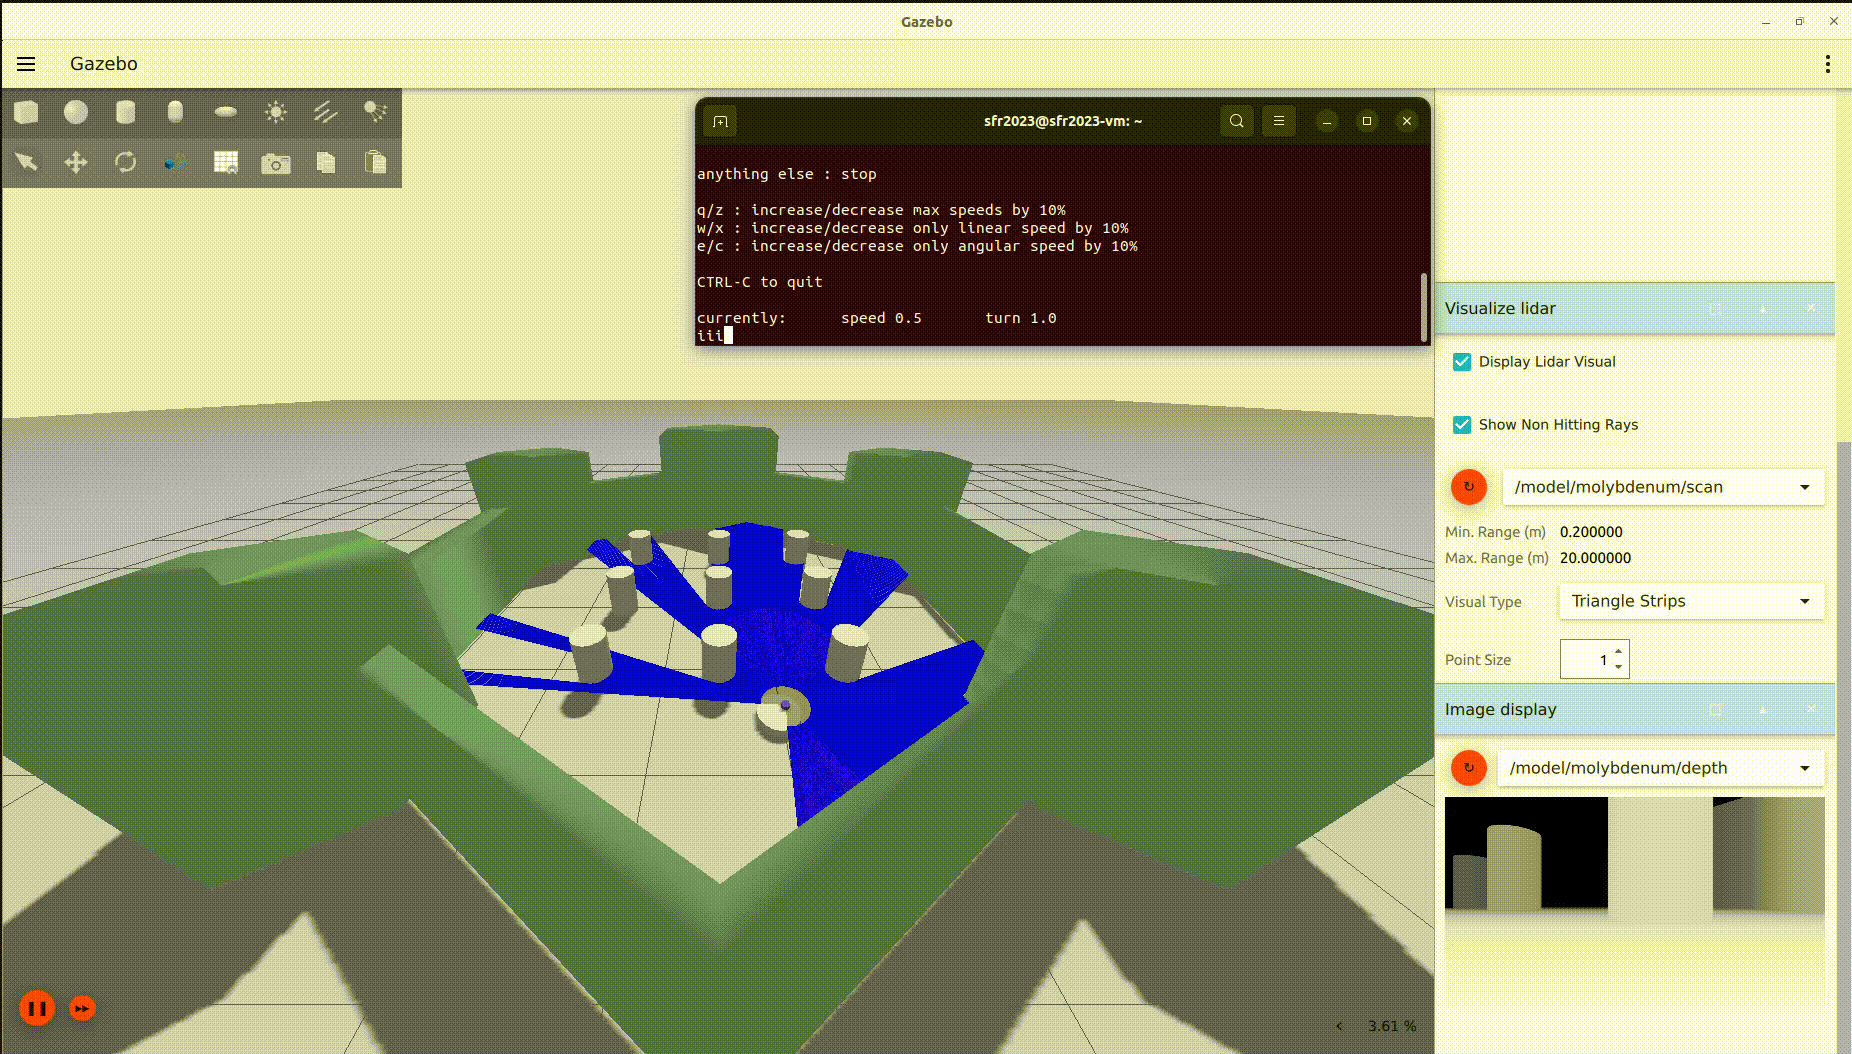 Gazebo
Gazebo
sfr2023@sfr2023-vm: ~
anything else : stop
q/z : increase/decrease max speeds by 10%
w/x : increase/decrease only linear speed by 10%
e/c : increase/decrease only angular speed by 10%
CTRL-C to quit
currently: speed 0.5 turn 1.0
iii
Visualize lidar
Display Lidar Visual
Show Non Hitting Rays
/model/molybdenum/scan
Min. Range (m) 0.200000
Max. Range (m) 20.000000
Visual Type Triangle Strips
Point Size 1
Image display
/model/molybdenum/depth
3.61 %